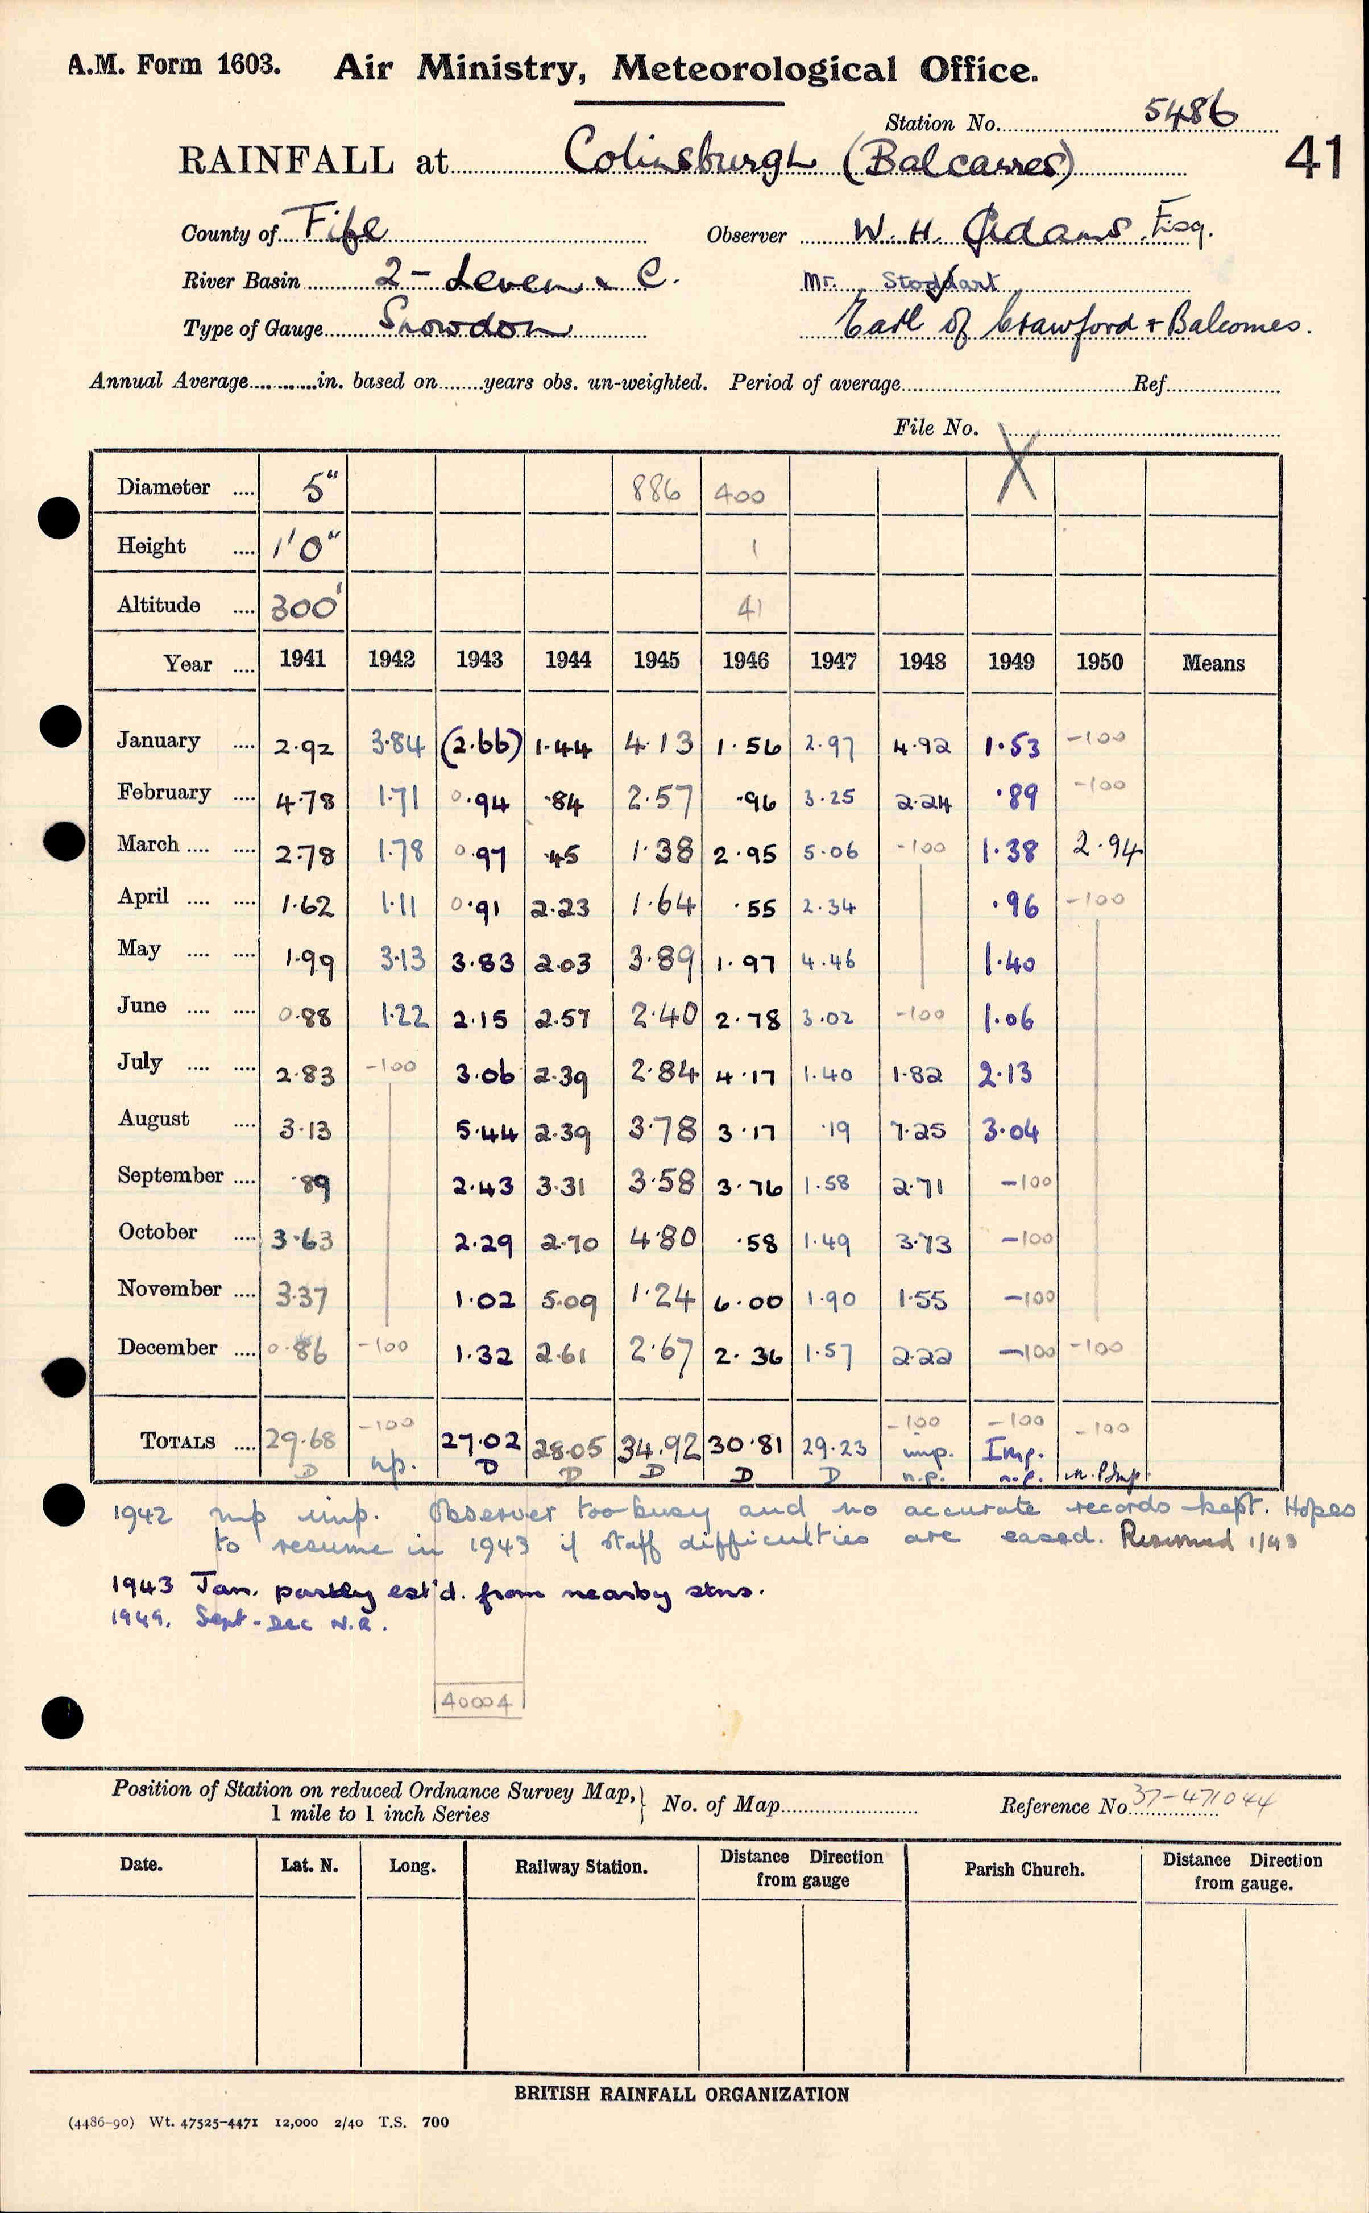 A.M. Form 1603. Air Ministry, Meteorological Office.
Station No. 5486
RAINFALL at Colinsburgh (Balcarres) 41
County of Fife Observer W. H. Adams Esq.
River Basin 2 - Leven & C. Mr. Stoddart
Type of Gauge Snowdon Earl of Crawford & Balcarres.
Annual Average in. based on years obs. un-weighted. Period of average Ref
File No. X
Diameter .... 5" 886 400
Height .... 1'0" 1
Altitude .... 300' 41
Year .... 1941 1942 1943 1944 1945 1946 1947 1948 1949 1950 Means
January .... 2.92 3.84 (2.66) 1.44 4.13 1.56 2.97 4.92 1.53 -100
February .... 4.78 1.71 0.94 .84 2.57 .96 3.25 2.24 .89 -100
March .... .... 2.78 1.78 0.97 .45 1.38 2.95 5.06 -100 1.38 2.94
April .... .... 1.62 1.11 0.91 2.23 1.64 .55 2.34 .96 -100
May .... .... 1.99 3.13 3.83 2.03 3.89 1.97 4.46 1.40
June .... .... 0.88 1.22 2.15 2.57 2.40 2.78 3.02 -100 1.06
July .... .... 2.83 -100 3.06 2.39 2.84 4.17 1.40 1.82 2.13
August .... 3.13 5.44 2.39 3.78 3.17 .19 7.25 3.04
September .... .89 2.43 3.31 3.58 3.76 1.58 2.71 -100
October .... 3.63 2.29 2.70 4.80 .58 1.49 3.73 -100
November .... 3.37 1.02 5.09 1.24 6.00 1.90 1.55 -100
December .... 0.86 -100 1.32 2.61 2.67 2.36 1.57 2.22 -100 -100
-100 -100 -100 -100
TOTALS .... 29.68 27.02 28.05 34.92 30.81 29.23 imp. Imp.
D n.p. D D D D D n.p. n.p. n.p. Imp.
1942 n.p. imp. Observer too busy and no accurate records kept. Hopes
to resume in 1943 if staff difficulties are eased. Resumed 1/43
1943 Jan. partly est'd. from nearby stns.
1949. Sept-Dec N.R.
40004
Position of Station on reduced Ordnance Survey Map, } No. of Map Reference No. 37-471044
1 mile to 1 inch Series
Date. Lat. N. Long. Railway Station. Distance Direction from gauge Parish Church. Distance Direction from gauge.
BRITISH RAINFALL ORGANIZATION
(4486-90) Wt. 47525-4471 12,000 2/40 T.S. 700